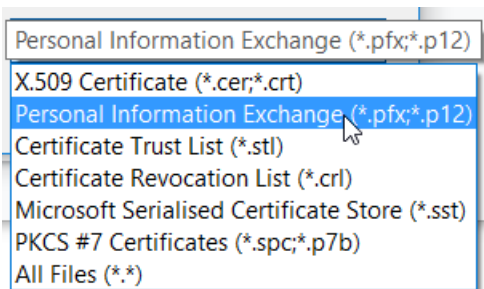 Personal Information Exchange (*.pfx;*.p12)
X.509 Certificate (*.cer;*.crt)
Personal Information Exchange (*.pfx;*.p12)
Certificate Trust List (*.stl)
Certificate Revocation List (*.crl)
Microsoft Serialised Certificate Store (*.sst)
PKCS #7 Certificates (*.spc;*.p7b)
All Files (*.*)